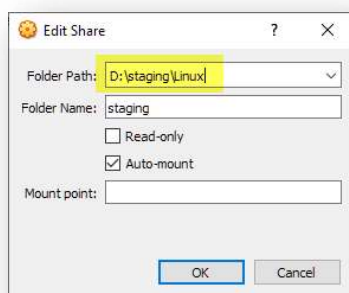 Edit Share
Folder Path: D:\staging\Linux
Folder Name: staging
Read-only
Auto-mount
Mount point:
OK Cancel